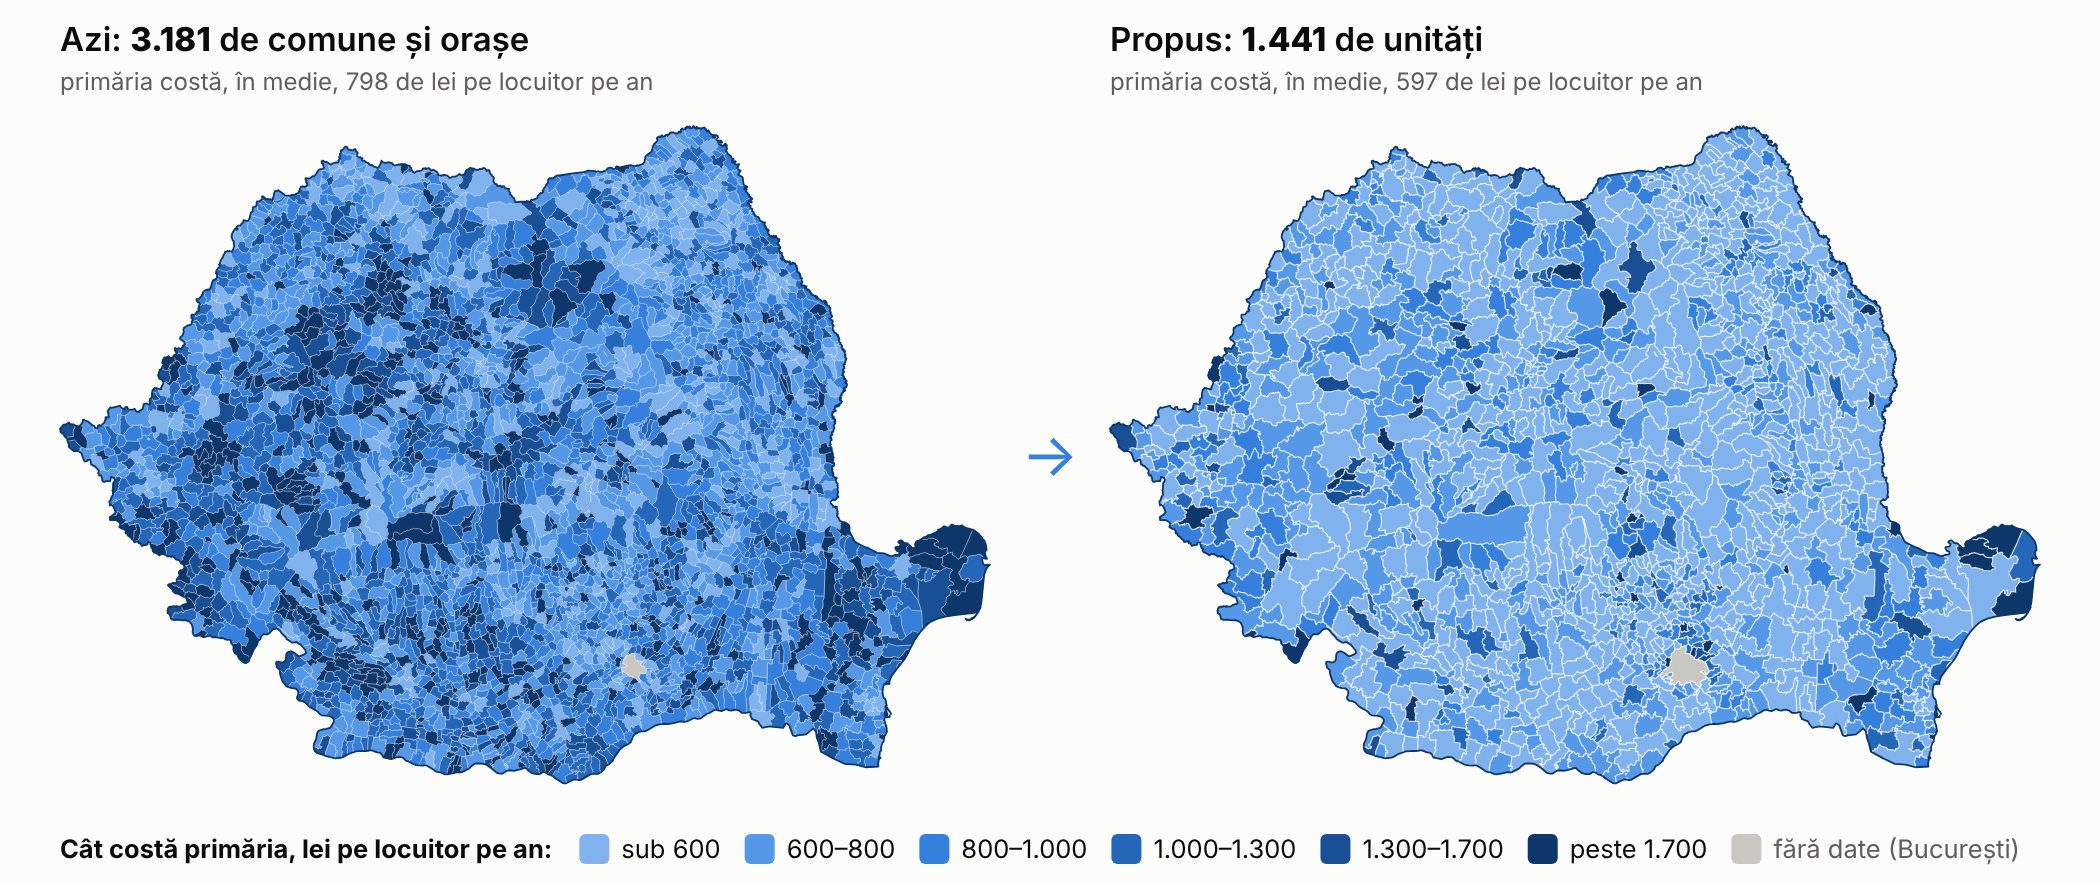 Azi: 3.181 de comune și orașe
primăria costă, în medie, 798 de lei pe locuitor pe an
Propus: 1.441 de unități
primăria costă, în medie, 597 de lei pe locuitor pe an
Cât costă primăria, lei pe locuitor pe an: sub 600 600–800 800–1.000 1.000–1.300 1.300–1.700 peste 1.700 fără date (București)